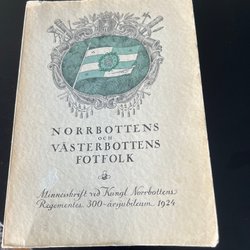 NORRBOTTENS
OCH
VÄSTERBOTTENS
FOTFOLK
Minnesskrift vid Kungl. Norrbottens
Regementes 300-årsjubileum 1924